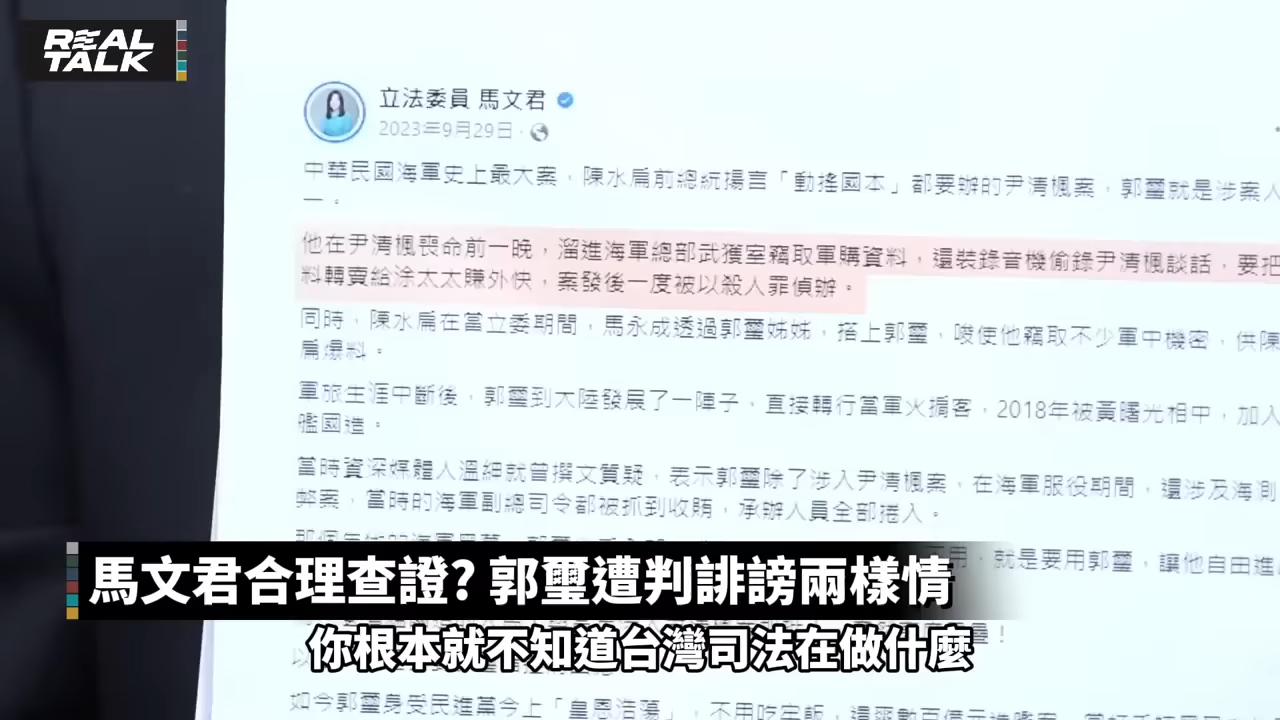 REAL
TALK
立法委員 馬文君
2023年9月29日
中華民國海軍史上最大案，陳水扁前總統揚言「動搖國本」都要辦的尹清楓案，郭璽就是涉案人
一。
他在尹清楓喪命前一晚，溜進海軍總部武獲室竊取軍購資料，還裝錄音機偷錄尹清楓談話，要把
料轉賣給涂太太賺外快，案發後一度被以殺人罪偵辦。
同時，陳水扁在當立委期間，馬永成透過郭璽姊姊，搭上郭璽，唆使他竊取不少軍中機密，供陳
扁爆料。
軍旅生涯中斷後，郭璽到大陸發展了一陣子，直接轉行當軍火掮客，2018年被黃曙光相中，加入
艦國造。
當時資深媒體人溫紳就曾撰文質疑，表示郭璽除了涉入尹清楓案，在海軍服役期間，還涉及海測
弊案，當時的海軍副總司令都被抓到收賄，承辦人員全部捲入。
用，就是要用郭璽，讓他自由進
馬文君合理查證? 郭璽遭判誹謗兩樣情
你根本就不知道台灣司法在做什麼
如今郭璽身受民進黨今上「皇恩浩蕩」，不用吃牢飯，還